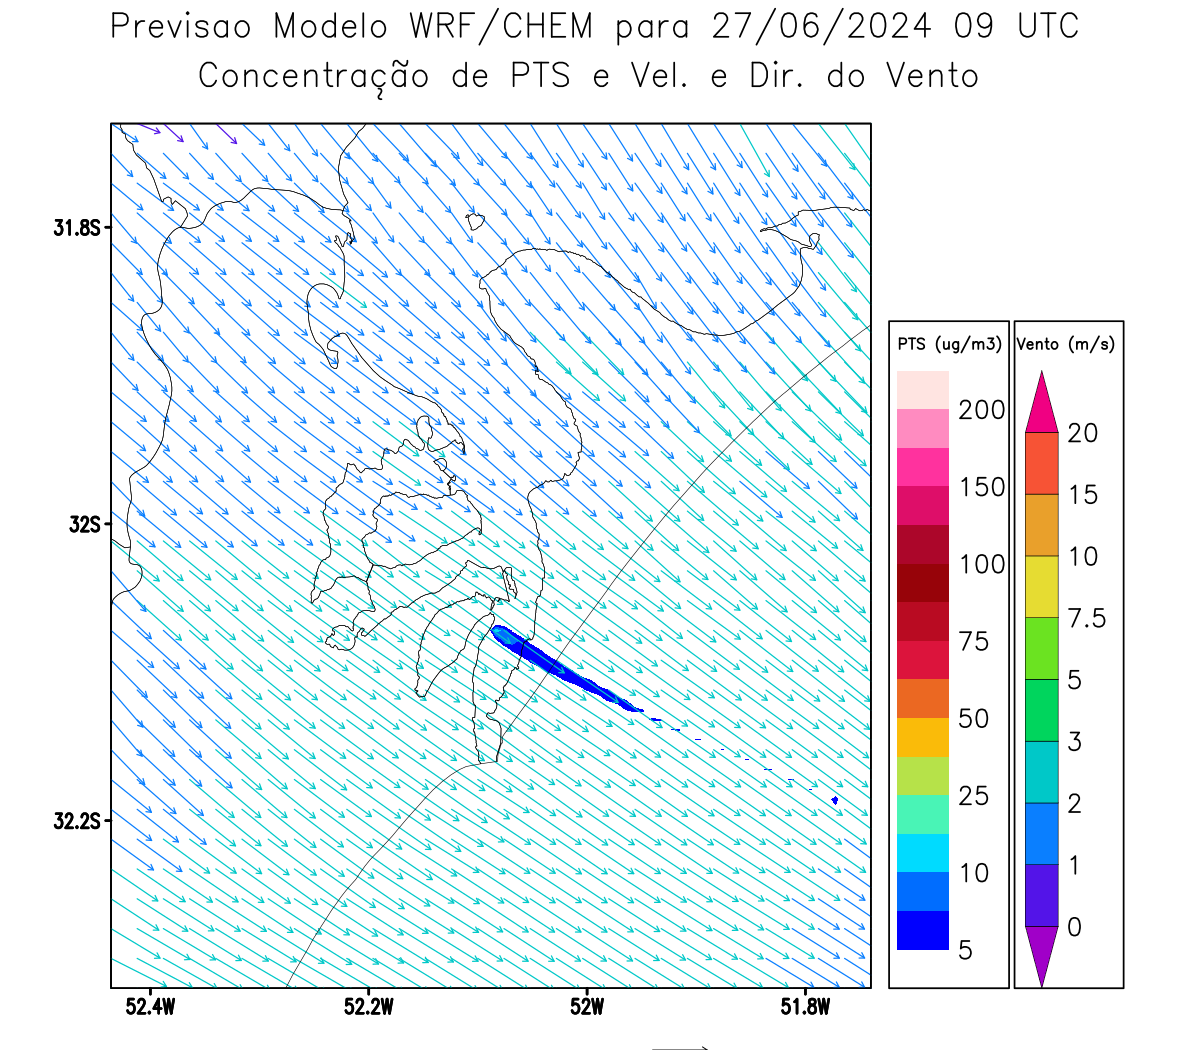 Previsao Modelo WRF/CHEM para 27/06/2024 09 UTC
Concentração de PTS e Vel. e Dir. do Vento
31.8S
32S
32.2S
52.4W 52.2W 52W 51.8W
PTS (ug/m3)
200
150
100
75
50
25
10
5
Vento (m/s)
20
15
10
7.5
5
3
2
1
0